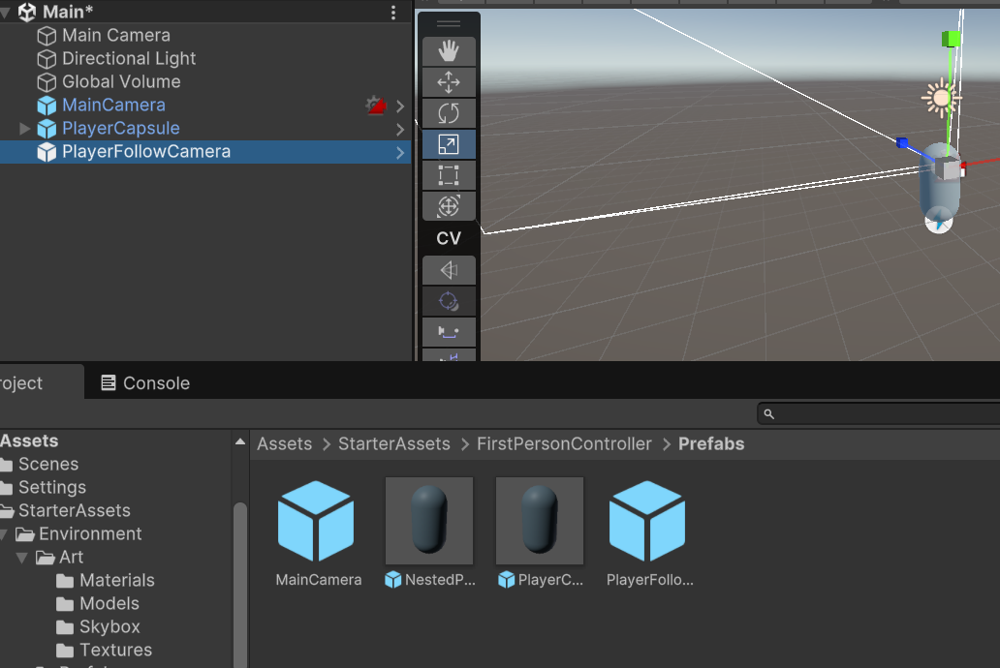 Main*
Main Camera
Directional Light
Global Volume
MainCamera
PlayerCapsule
PlayerFollowCamera
CV
roject
Console
Assets
Scenes
Settings
StarterAssets
Environment
Art
Materials
Models
Skybox
Textures
Assets > StarterAssets > FirstPersonController > Prefabs
MainCamera
NestedP...
PlayerC...
PlayerFollo...